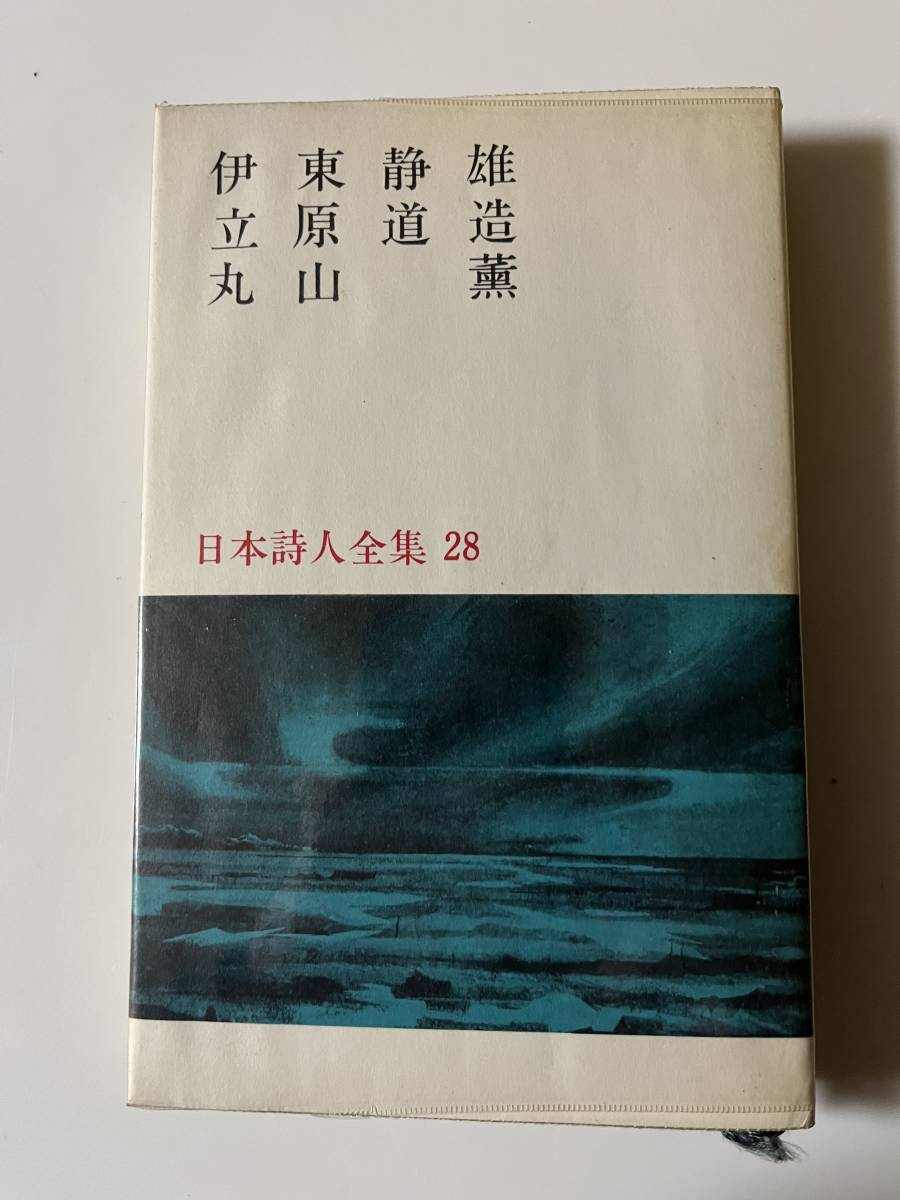 伊東静雄
立原道造
丸山薫
日本詩人全集 28